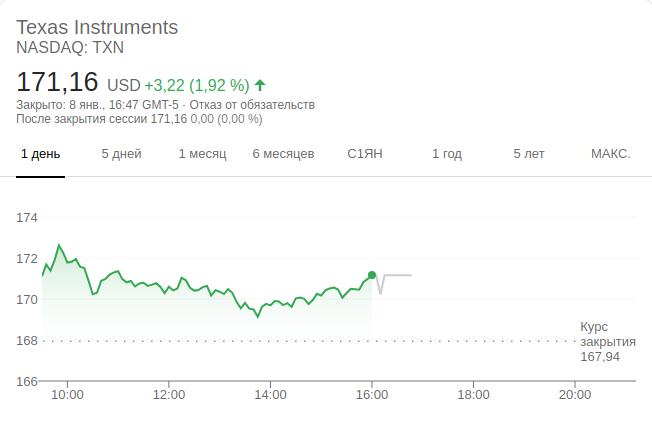 Texas Instruments
NASDAQ: TXN
171,16 USD +3,22 (1,92 %)
Закрыто: 8 янв., 16:47 GMT-5 · Отказ от обязательств
После закрытия сессии 171,16 0,00 (0,00 %)
1 день 5 дней 1 месяц 6 месяцев С1ЯН 1 год 5 лет МАКС.
174
172
170
168
166
Курс
закрытия
167,94
10:00 12:00 14:00 16:00 18:00 20:00